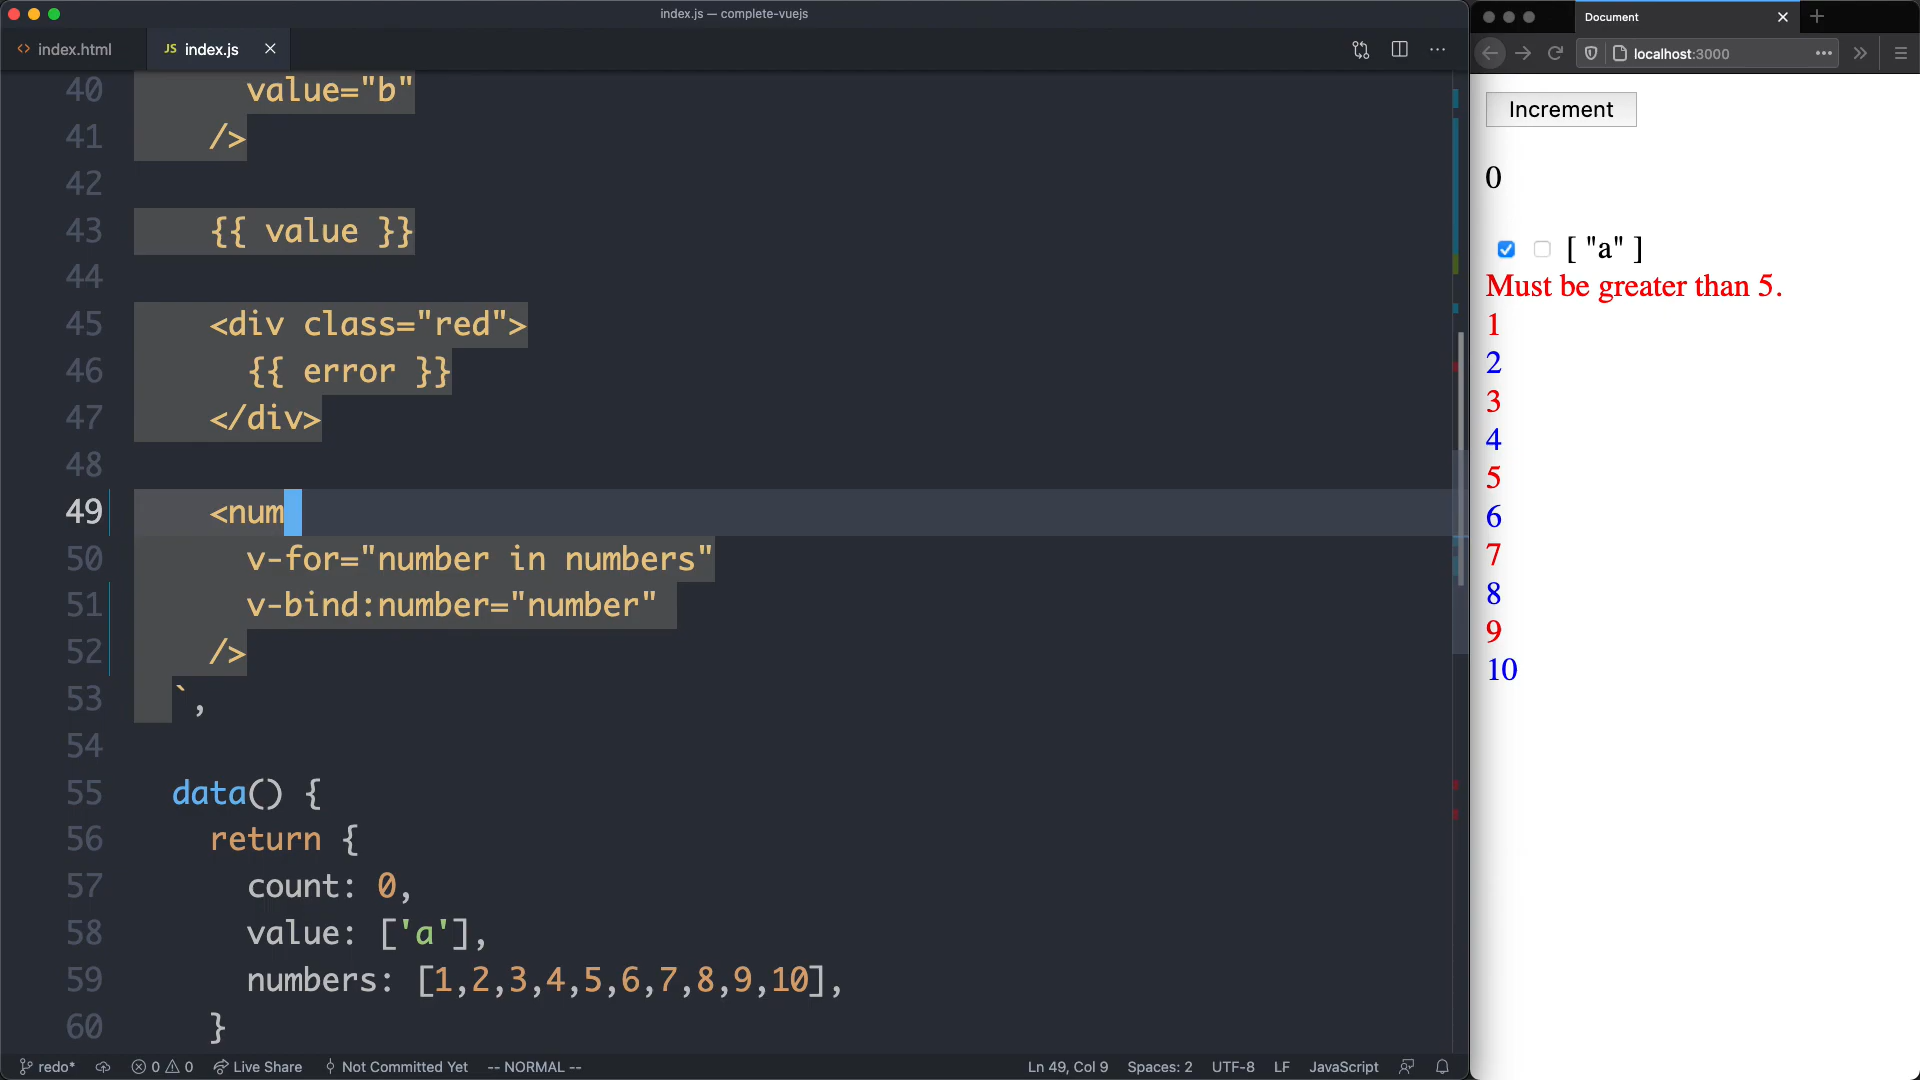 index.js — complete-vuejs
<> index.html
JS index.js
40 value="b"
41 />
42
43 {{ value }}
44
45 <div class="red">
46 {{ error }}
47 </div>
48
49 <num
50 v-for="number in numbers"
51 v-bind:number="number"
52 />
53 `,
54
55 data() {
56 return {
57 count: 0,
58 value: ['a'],
59 numbers: [1,2,3,4,5,6,7,8,9,10],
60 }
redo* 0 0 Live Share Not Committed Yet -- NORMAL -- Ln 49, Col 9 Spaces: 2 UTF-8 LF JavaScript
Document
localhost:3000
Increment
0
[ "a" ]
Must be greater than 5.
1
2
3
4
5
6
7
8
9
10